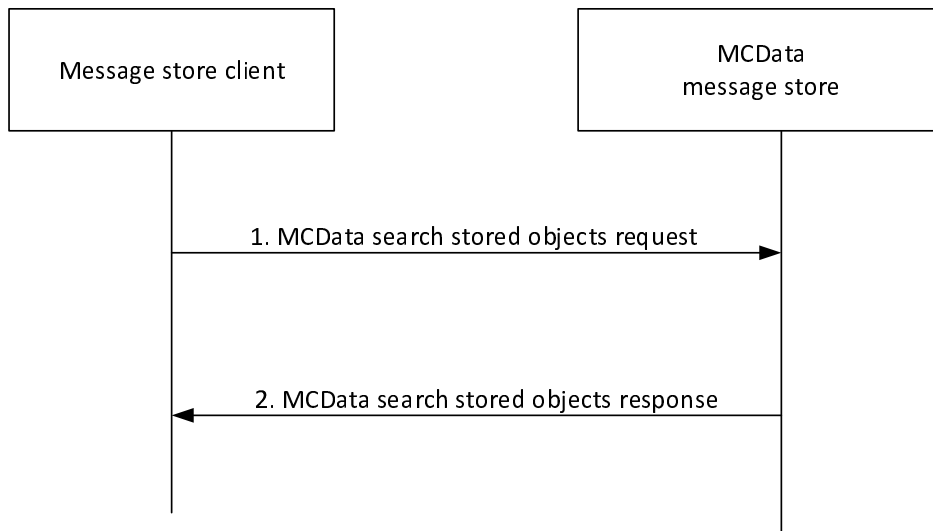 Message store client
MCData
message store
1. MCData search stored objects request
2. MCData search stored objects response